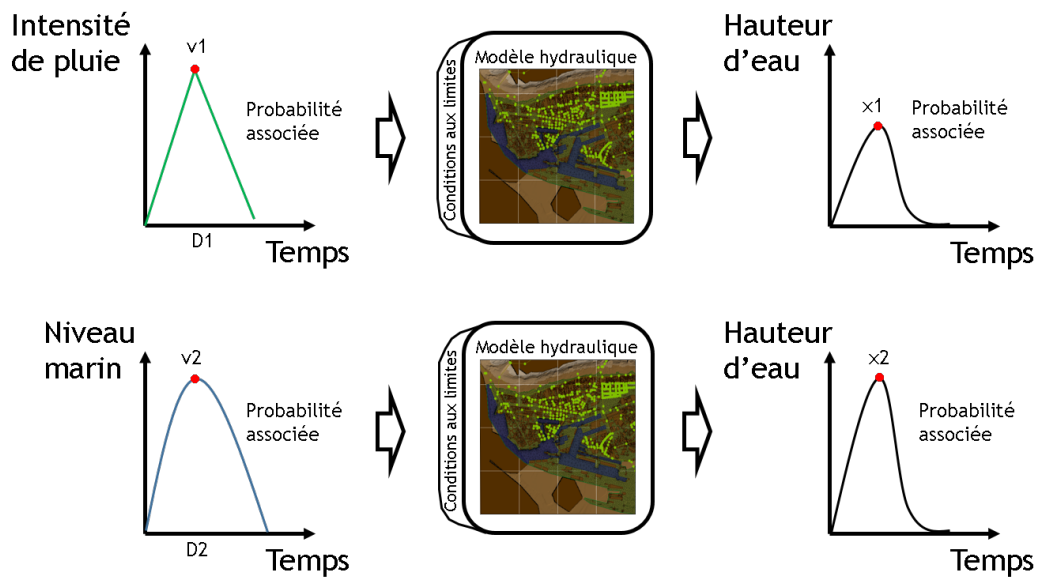 Intensité
de pluie
v1
Probabilité
associée
D1
Temps
Conditions aux limites
Modèle hydraulique
Hauteur
d’eau
x1
Probabilité
associée
Temps
Niveau
marin
v2
Probabilité
associée
D2
Temps
Conditions aux limites
Modèle hydraulique
Hauteur
d’eau
x2
Probabilité
associée
Temps